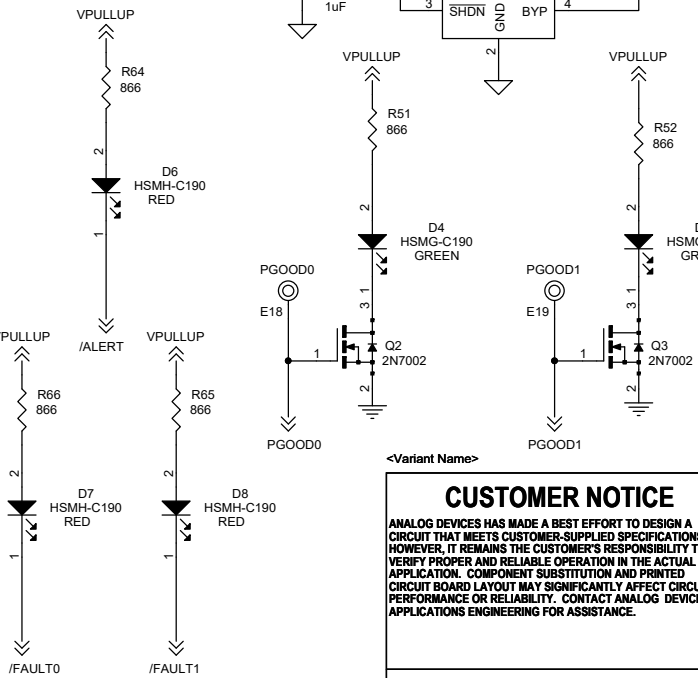 1uF
3
SHDN
GND
BYP
4
2
VPULLUP
R64
866
2
D6
HSMH-C190
RED
1
/ALERT
VPULLUP
R51
866
2
D4
HSMG-C190
GREEN
1
3
PGOOD0
E18
1
Q2
2N7002
2
PGOOD0
VPULLUP
R52
866
2
HSMG
GR
1
3
PGOOD1
E19
1
Q3
2N7002
2
PGOOD1
VPULLUP
R66
866
2
D7
HSMH-C190
RED
1
/FAULT0
VPULLUP
R65
866
2
D8
HSMH-C190
RED
1
/FAULT1
<Variant Name>
CUSTOMER NOTICE
ANALOG DEVICES HAS MADE A BEST EFFORT TO DESIGN A
CIRCUIT THAT MEETS CUSTOMER-SUPPLIED SPECIFICATIONS
HOWEVER, IT REMAINS THE CUSTOMER'S RESPONSIBILITY T
VERIFY PROPER AND RELIABLE OPERATION IN THE ACTUAL
APPLICATION. COMPONENT SUBSTITUTION AND PRINTED
CIRCUIT BOARD LAYOUT MAY SIGNIFICANTLY AFFECT CIRCU
PERFORMANCE OR RELIABILITY. CONTACT ANALOG DEVIC
APPLICATIONS ENGINEERING FOR ASSISTANCE.